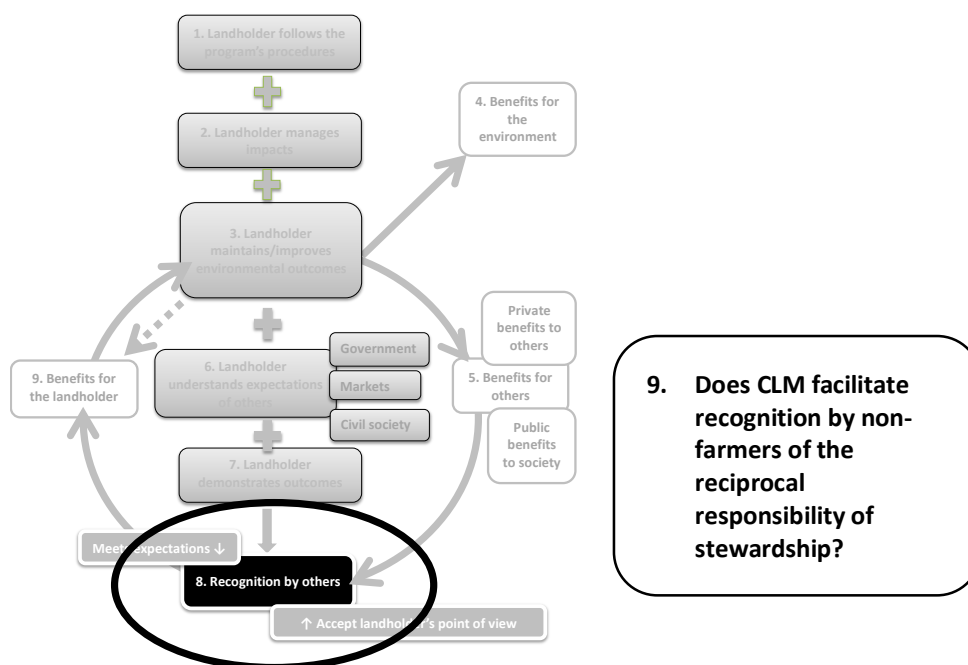 1. Landholder follows the
program's procedures
2. Landholder manages
impacts
3. Landholder
maintains/improves
environmental outcomes
4. Benefits for
the
environment
Private
benefits to
others
5. Benefits for
others
Public
benefits
to society
Government
Markets
Civil society
6. Landholder
understands expectations
of others
7. Landholder
demonstrates outcomes
9. Benefits for
the landholder
Meets expectations ↓
8. Recognition by others
↑ Accept landholder's point of view
9. Does CLM facilitate
recognition by non-
farmers of the
reciprocal
responsibility of
stewardship?